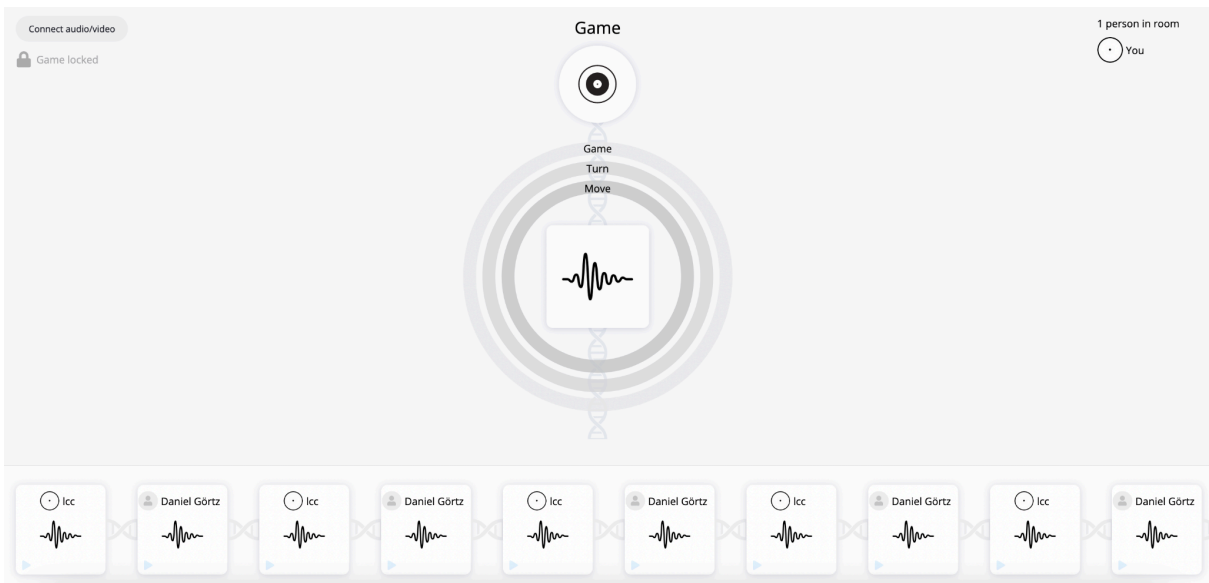 Connect audio/video
Game locked
Game
1 person in room
You
Game
Turn
Move
lcc
Daniel Görtz
lcc
Daniel Görtz
lcc
Daniel Görtz
lcc
Daniel Görtz
lcc
Daniel Görtz